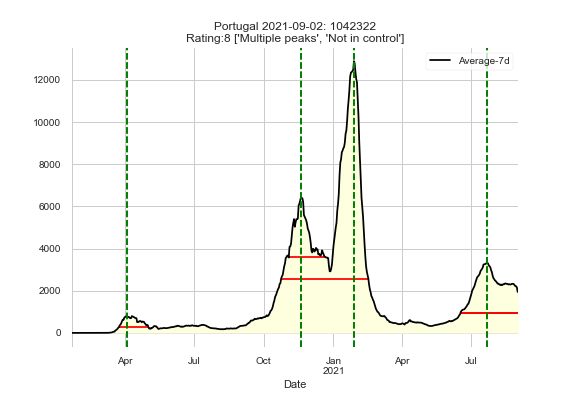 Portugal 2021-09-02: 1042322
Rating:8 ['Multiple peaks', 'Not in control']
Average-7d
12000
10000
8000
6000
4000
2000
0
Apr Jul Oct Jan Apr Jul
2021
Date